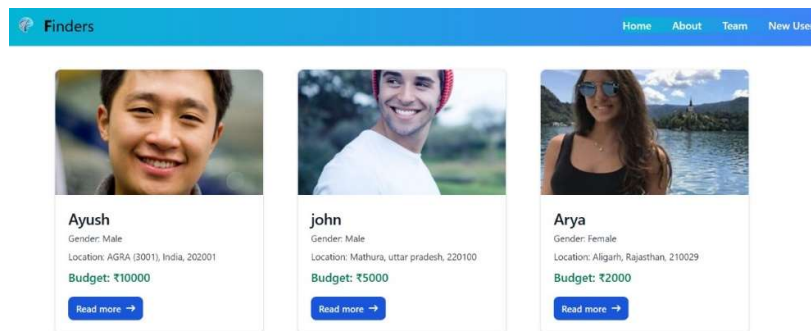 Finders
Home About Team New User
Ayush
Gender: Male
Location: AGRA (3001), India, 202001
Budget: ₹10000
Read more →
john
Gender: Male
Location: Mathura, uttar pradesh, 220100
Budget: ₹5000
Read more →
Arya
Gender: Female
Location: Aligarh, Rajasthan, 210029
Budget: ₹2000
Read more →